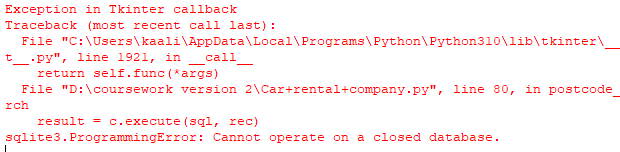 Exception in Tkinter callback
Traceback (most recent call last):
  File "C:\Users\kaali\AppData\Local\Programs\Python\Python310\lib\tkinter\__
t__.py", line 1921, in __call__
    return self.func(*args)
  File "D:\coursework version 2\Car+rental+company.py", line 80, in postcode_
rch
    result = c.execute(sql, rec)
sqlite3.ProgrammingError: Cannot operate on a closed database.